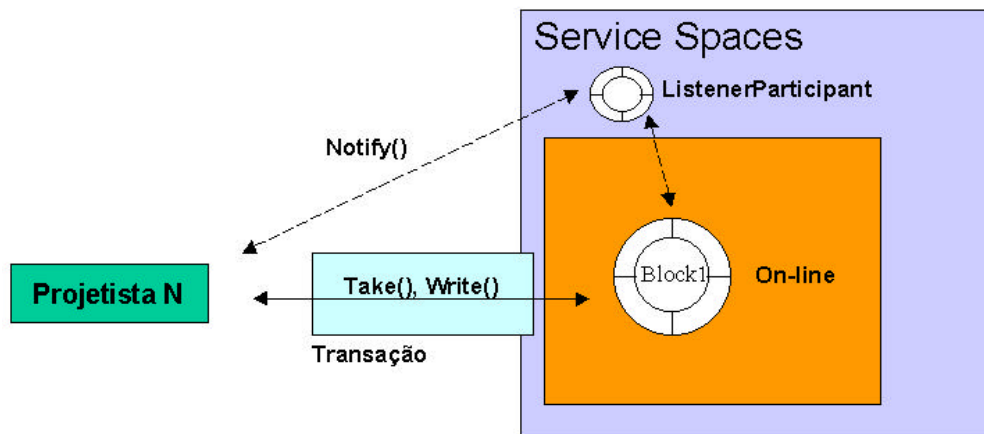 Service Spaces
ListenerParticipant
Notify()
Block1
On-line
Projetista N
Take(), Write()
Transação